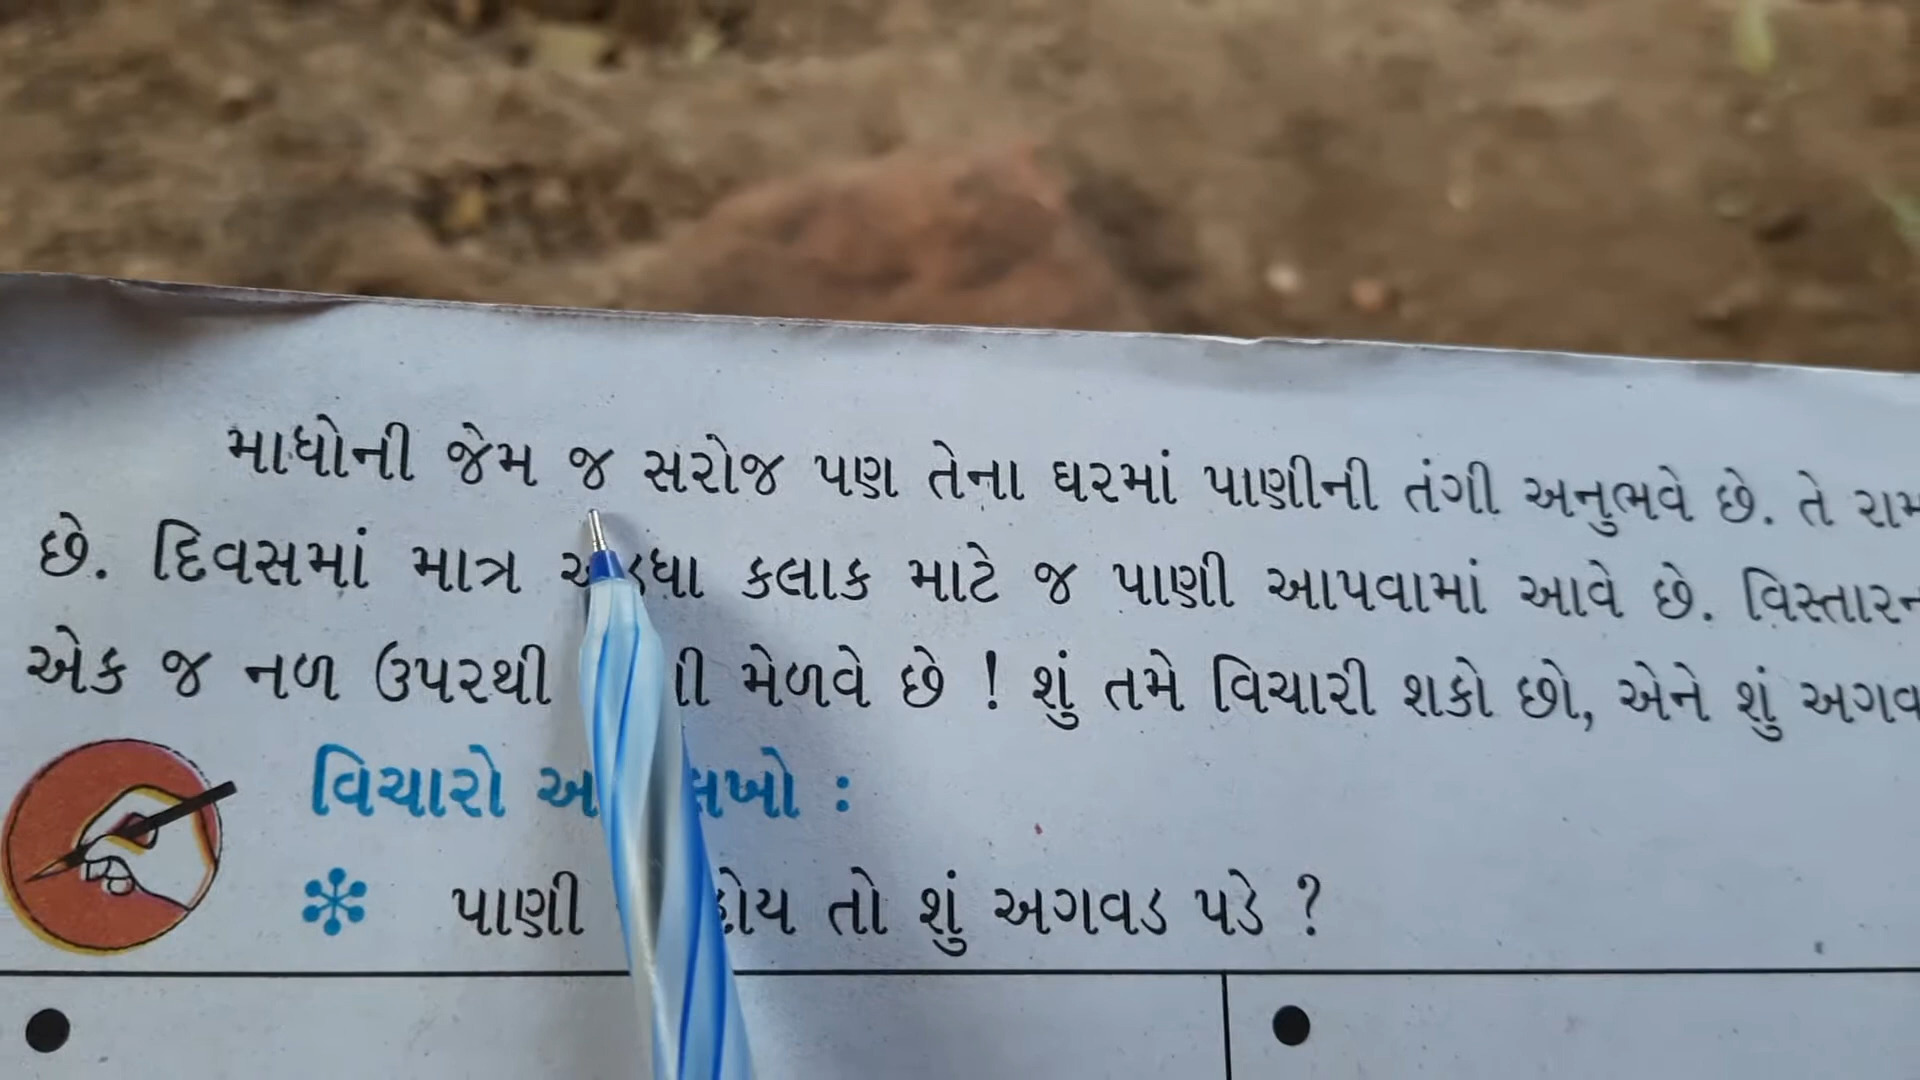 માધોની જેમ જ સરોજ પણ તેના ઘરમાં પાણીની તંગી અનુભવે છે. તે
છે. દિવસમાં માત્ર કલાક માટે જ પાણી આપવામાં આવે છે.
એક જ નળ ઉપરથી મેળવે છે ! શું તમે વિચારી શકો છો, એને શું
વિચારો
પાણી હોય તો શું અગવડ પડે ?